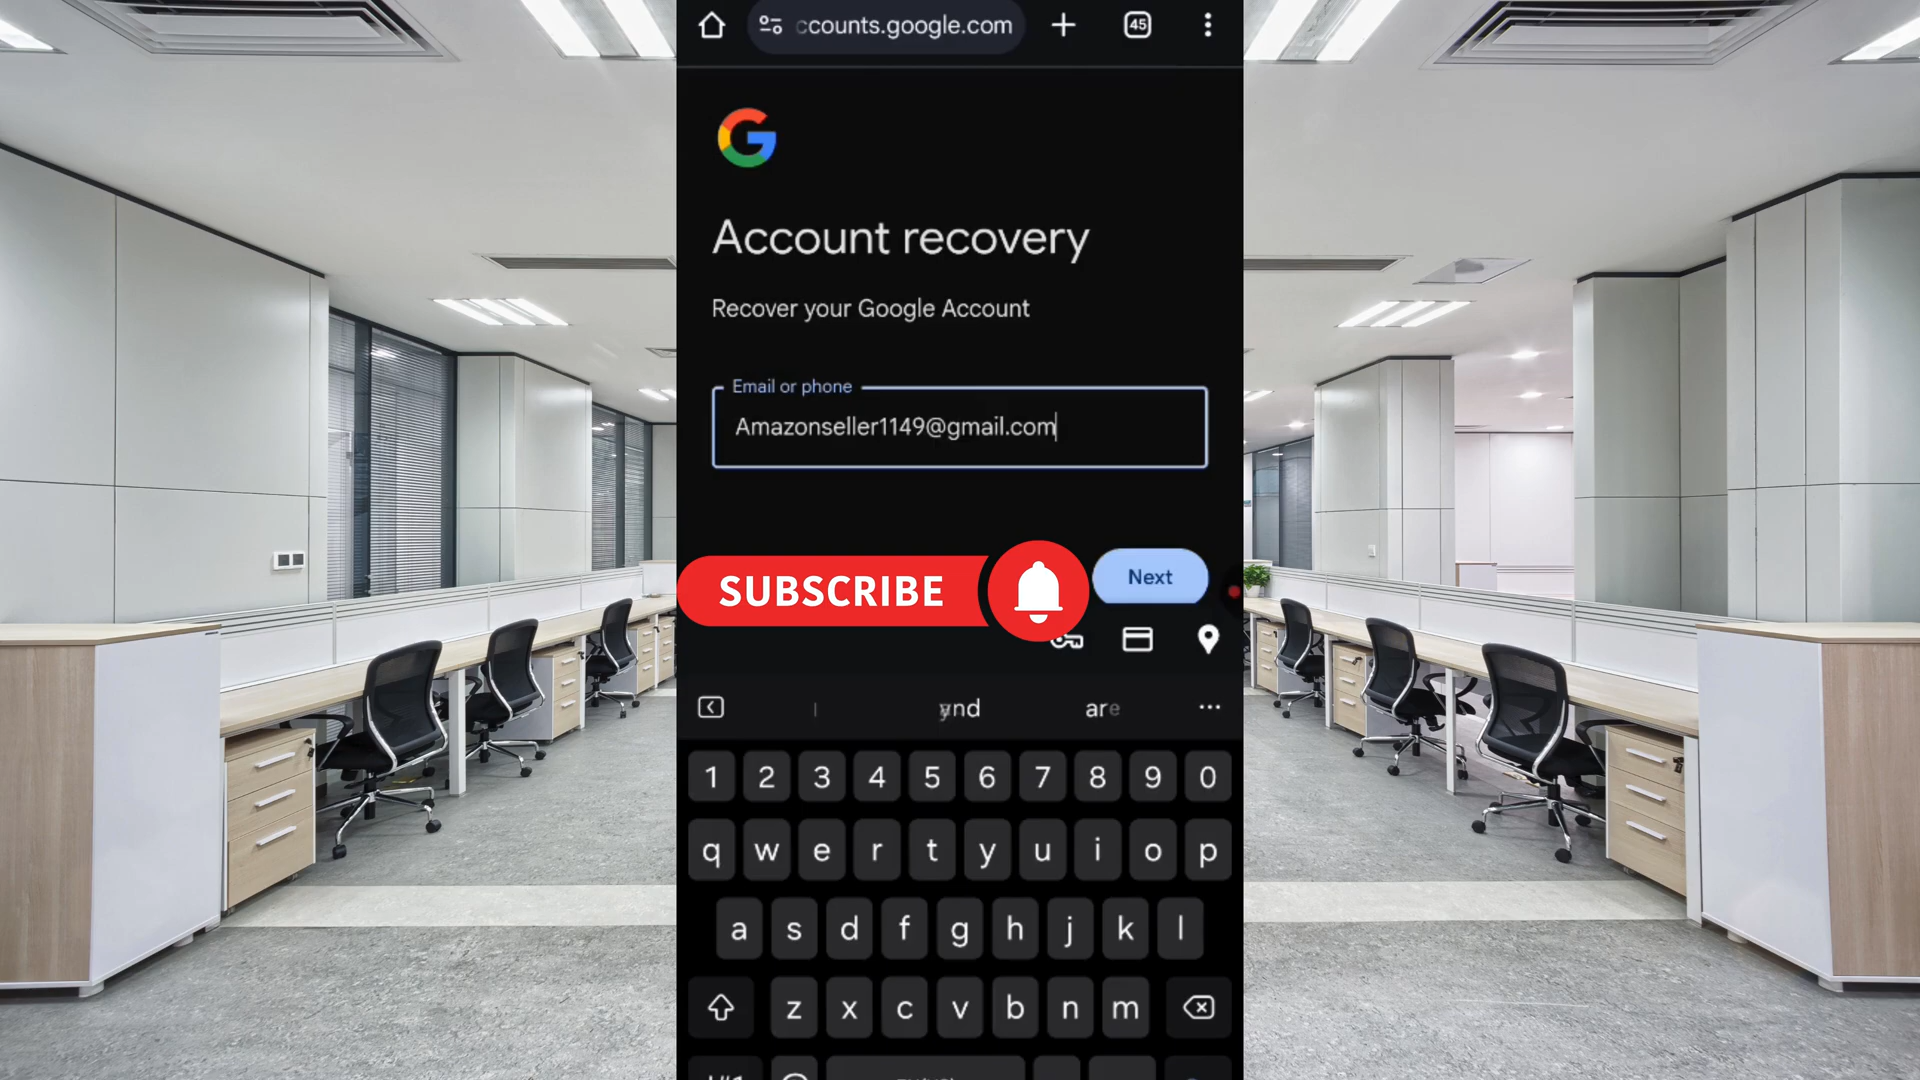 ccounts.google.com
45
Account recovery
Recover your Google Account
Email or phone
Amazonseller1149@gmail.com
Next
SUBSCRIBE
are
1 2 3 4 5 6 7 8 9 0
q w e r t y u i o p
a s d f g h j k l
z x c v b n m